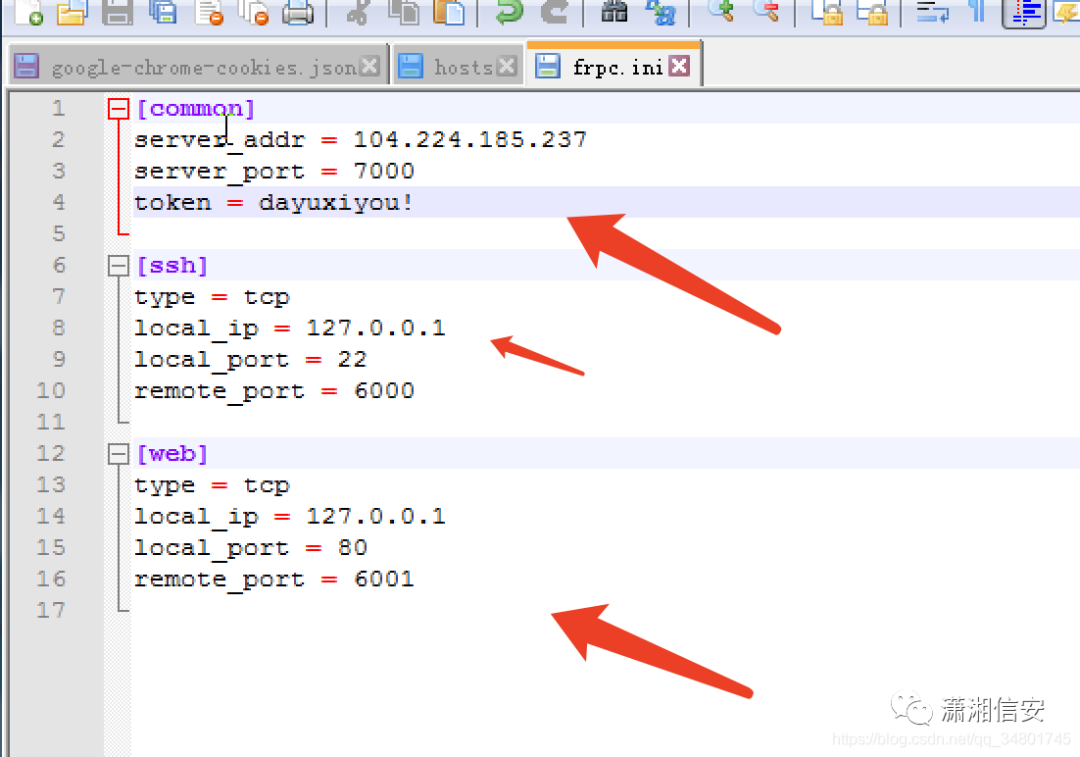 google-chrome-cookies.json hosts frpc.ini
1 [common]
2 server_addr = 104.224.185.237
3 server_port = 7000
4 token = dayuxiyou!
5
6 [ssh]
7 type = tcp
8 local_ip = 127.0.0.1
9 local_port = 22
10 remote_port = 6000
11
12 [web]
13 type = tcp
14 local_ip = 127.0.0.1
15 local_port = 80
16 remote_port = 6001
17
潇湘信安
https://blog.csdn.net/qq_34801745